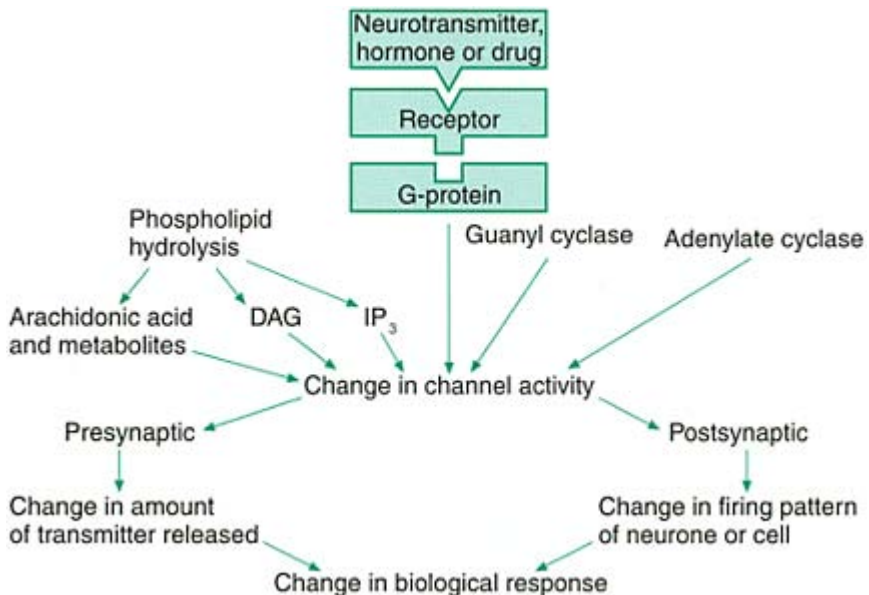 Neurotransmitter,
hormone or drug
Receptor
G-protein
Phospholipid
hydrolysis
Guanyl cyclase
Adenylate cyclase
Arachidonic acid
and metabolites
DAG
IP3
Change in channel activity
Presynaptic
Postsynaptic
Change in amount
of transmitter released
Change in firing pattern
of neurone or cell
Change in biological response